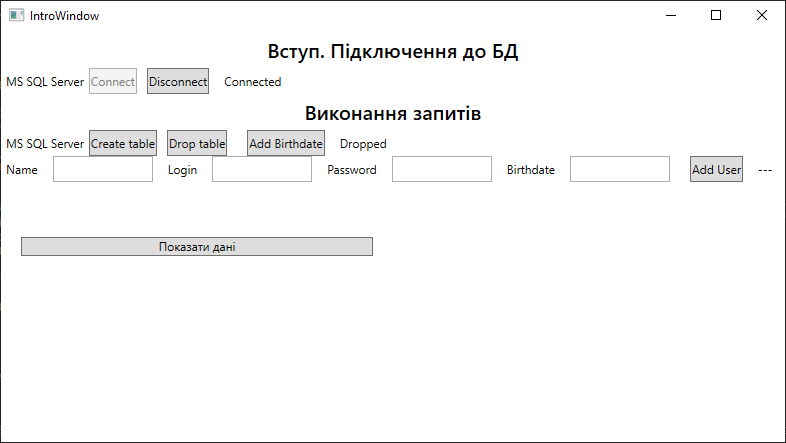 IntroWindow
Вступ. Підключення до БД
MS SQL Server Connect Disconnect Connected
Виконання запитів
MS SQL Server Create table Drop table Add Birthdate Dropped
Name Login Password Birthdate Add User ---
Показати дані